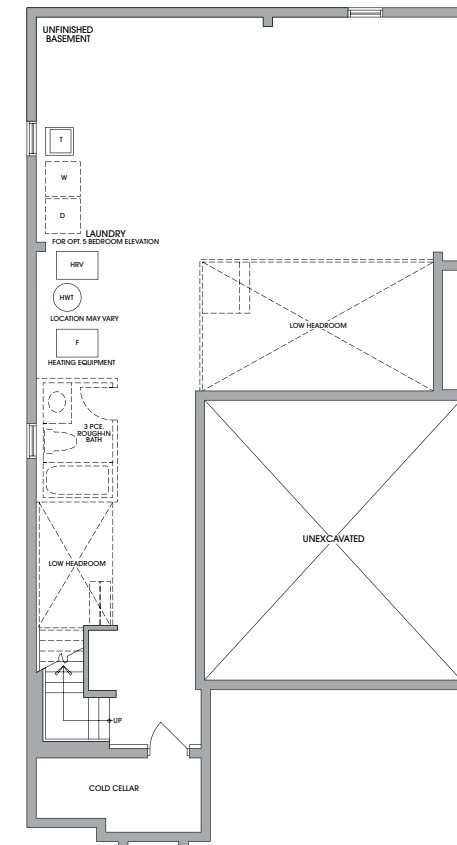 UNFINISHED
BASEMENT
T
W
D
LAUNDRY
FOR OPT. 5 BEDROOM ELEVATION
HRV
HWT
LOCATION MAY VARY
F
HEATING EQUIPMENT
LOW HEADROOM
3 PCE.
ROUGH-IN
BATH
UNEXCAVATED
LOW HEADROOM
UP
COLD CELLAR